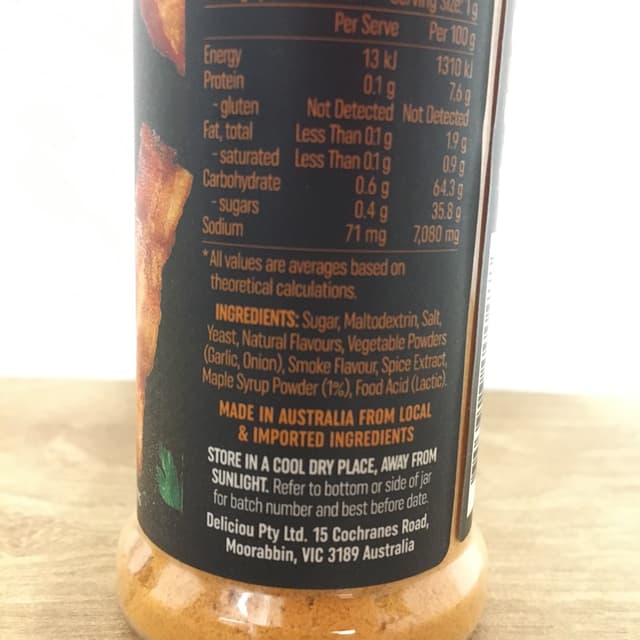 Serving Size: 1g
Per Serve Per 100g
Energy 13 kJ 1310 kJ
Protein 0.1 g 7.6 g
- gluten Not Detected Not Detected
Fat, total Less Than 0.1 g 1.9 g
- saturated Less Than 0.1 g 0.9 g
Carbohydrate 0.6 g 64.3 g
- sugars 0.4 g 35.8 g
Sodium 71 mg 7,080 mg
*All values are averages based on
theoretical calculations.
INGREDIENTS: Sugar, Maltodextrin, Salt,
Yeast, Natural Flavours, Vegetable Powders
(Garlic, Onion), Smoke Flavour, Spice Extract,
Maple Syrup Powder (1%), Food Acid (Lactic).
MADE IN AUSTRALIA FROM LOCAL
& IMPORTED INGREDIENTS
STORE IN A COOL DRY PLACE, AWAY FROM
SUNLIGHT. Refer to bottom or side of jar
for batch number and best before date.
Deliciou Pty Ltd. 15 Cochranes Road,
Moorabbin, VIC 3189 Australia